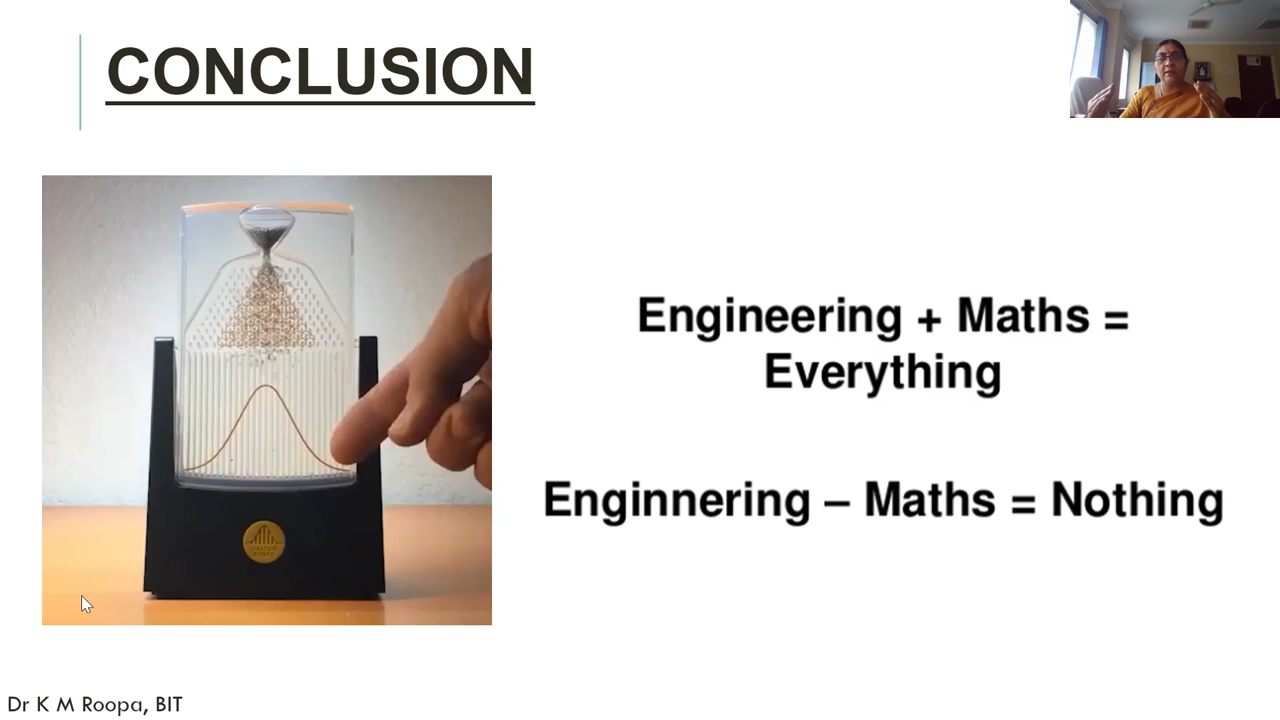 CONCLUSION
Engineering + Maths =
Everything
Enginnering – Maths = Nothing
Dr K M Roopa, BIT